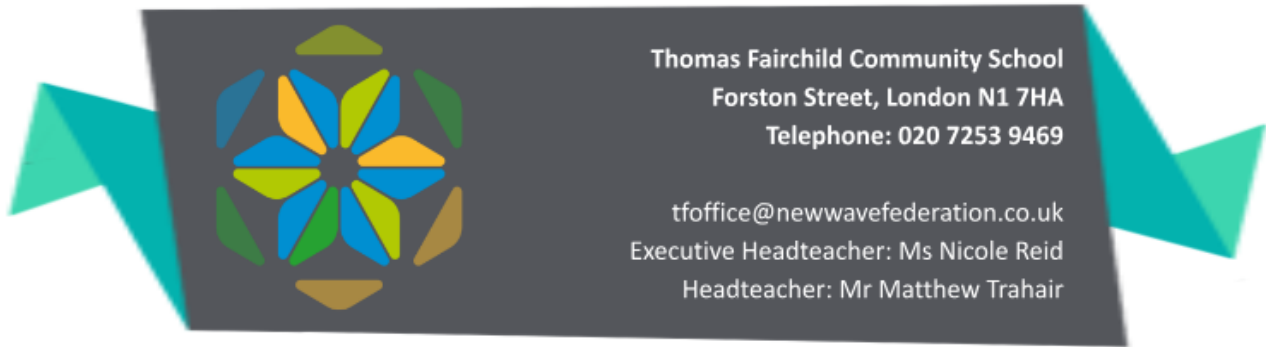 Thomas Fairchild Community School
Forston Street, London N1 7HA
Telephone: 020 7253 9469
tfoffice@newwavefederation.co.uk
Executive Headteacher: Ms Nicole Reid
Headteacher: Mr Matthew Trahair